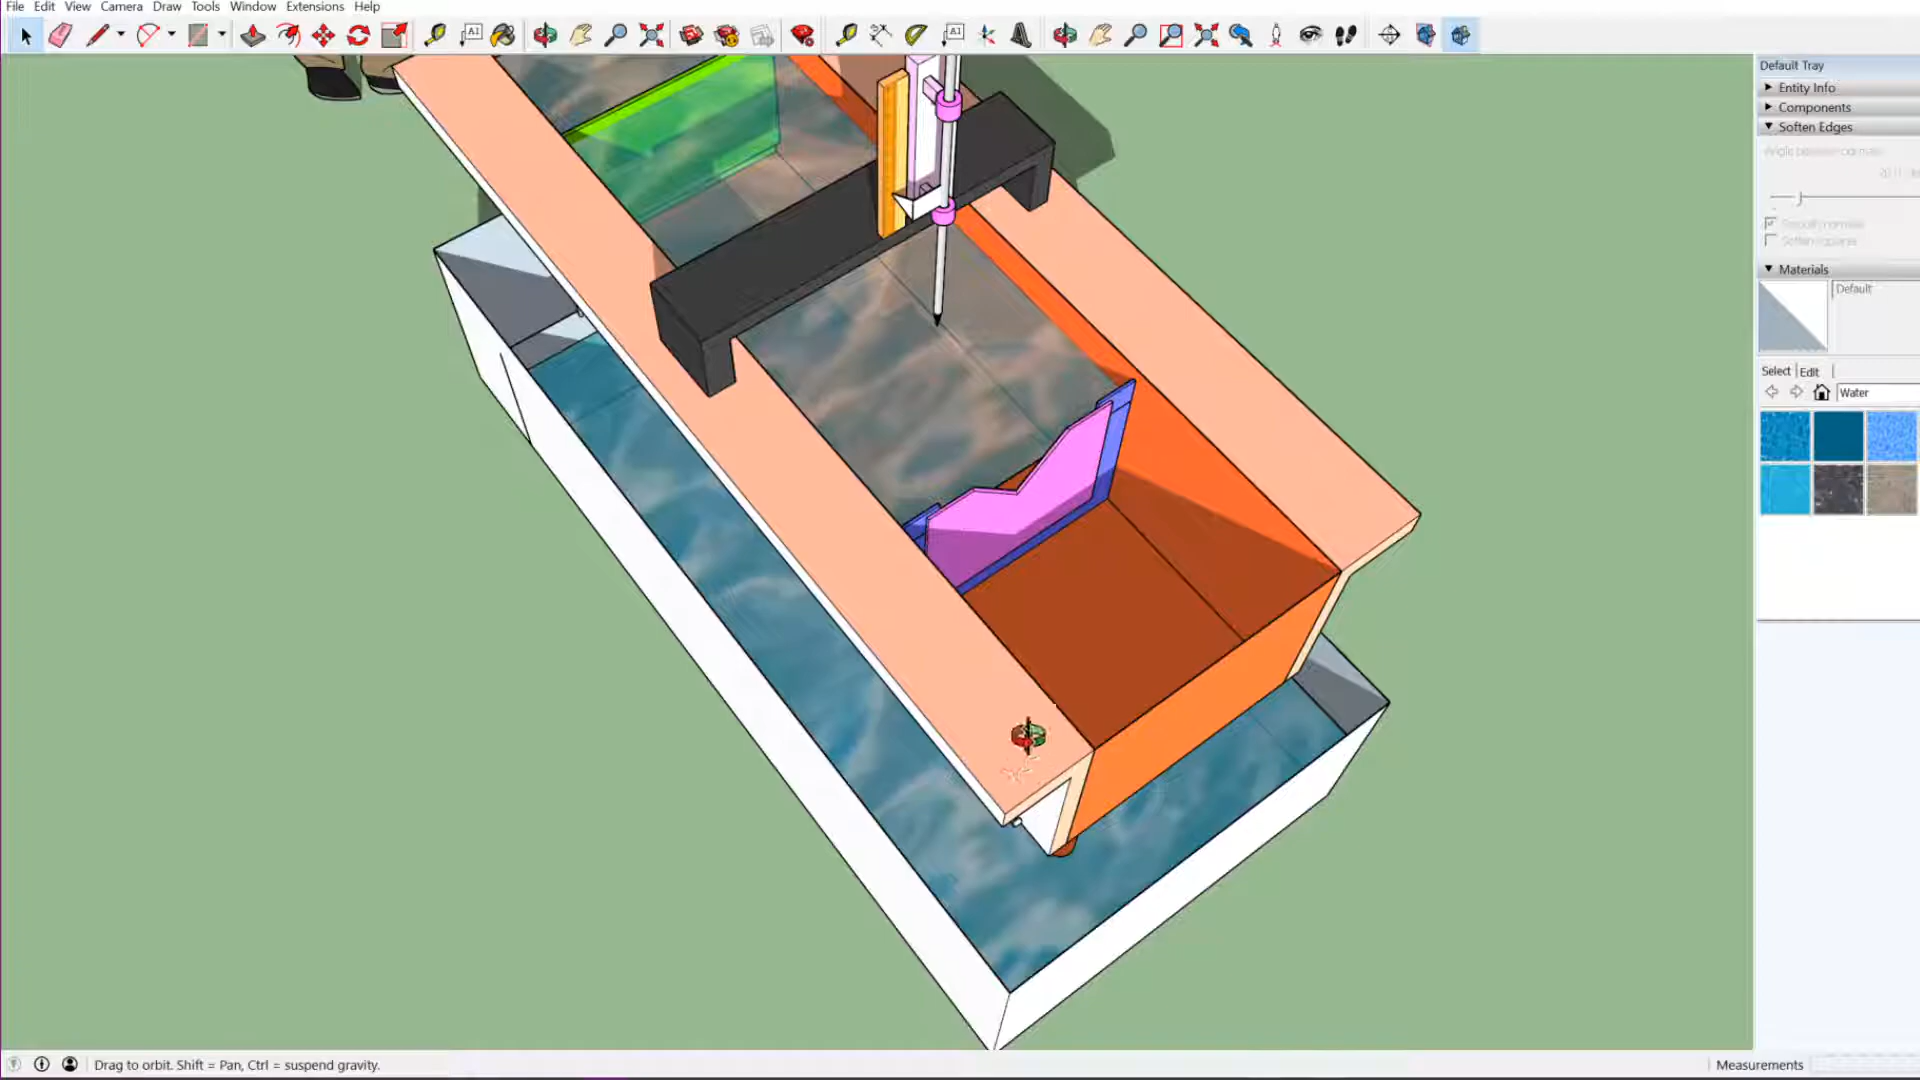 File Edit View Camera Draw Tools Window Extensions Help
Default Tray
Entity Info
Components
Soften Edges
Materials
Default
Select Edit
Water
Drag to orbit. Shift = Pan, Ctrl = suspend gravity.
Measurements